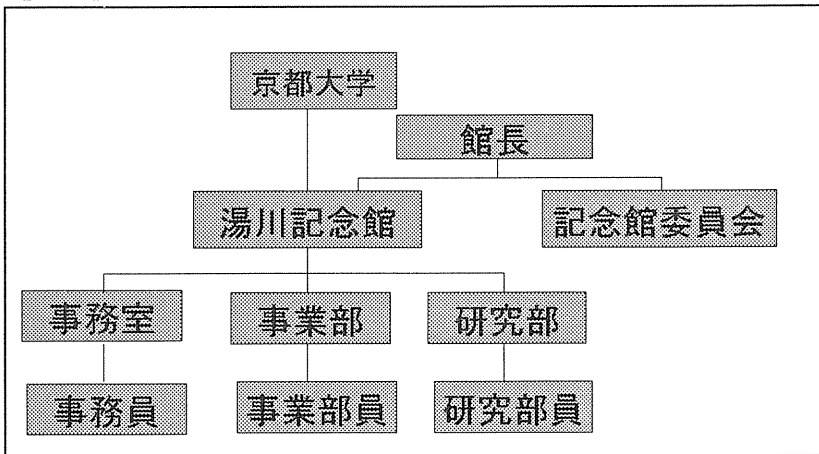 京都大学
館長
湯川記念館
記念館委員会
事務室
事業部
研究部
事務員
事業部員
研究部員